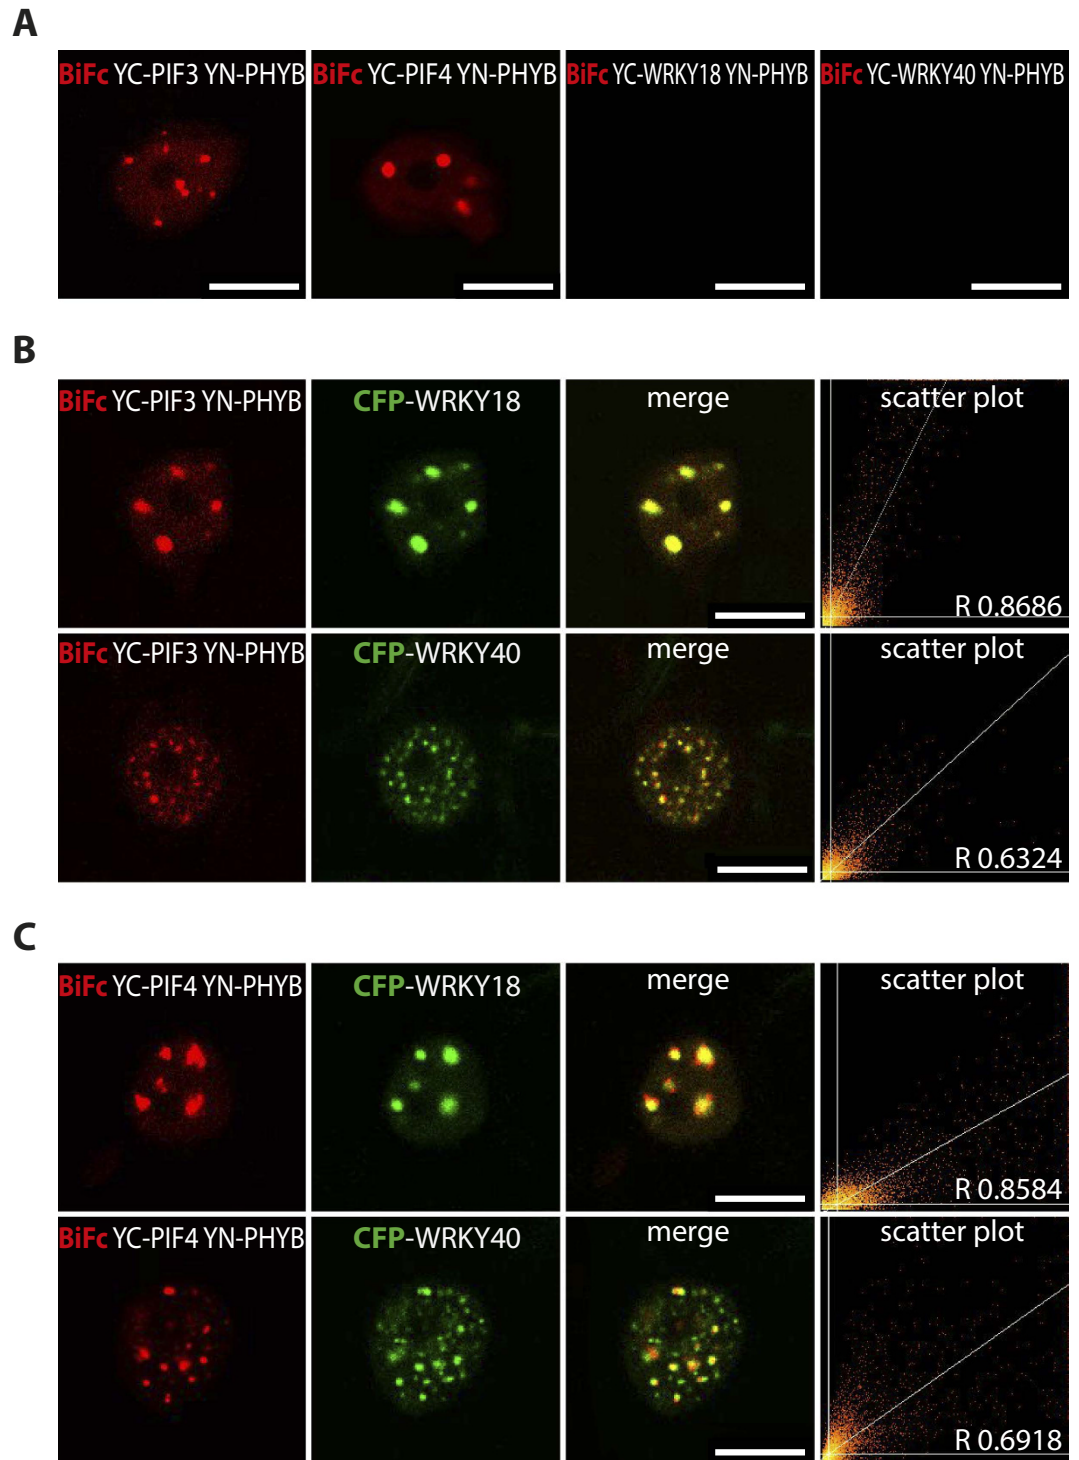 A
BiFc YC-PIF3 YN-PHYB
BiFc YC-PIF4 YN-PHYB
BiFc YC-WRKY18 YN-PHYB
BiFc YC-WRKY40 YN-PHYB
B
BiFc YC-PIF3 YN-PHYB
CFP-WRKY18
merge
scatter plot
R 0.8686
BiFc YC-PIF3 YN-PHYB
CFP-WRKY40
merge
scatter plot
R 0.6324
C
BiFc YC-PIF4 YN-PHYB
CFP-WRKY18
merge
scatter plot
R 0.8584
BiFc YC-PIF4 YN-PHYB
CFP-WRKY40
merge
scatter plot
R 0.6918